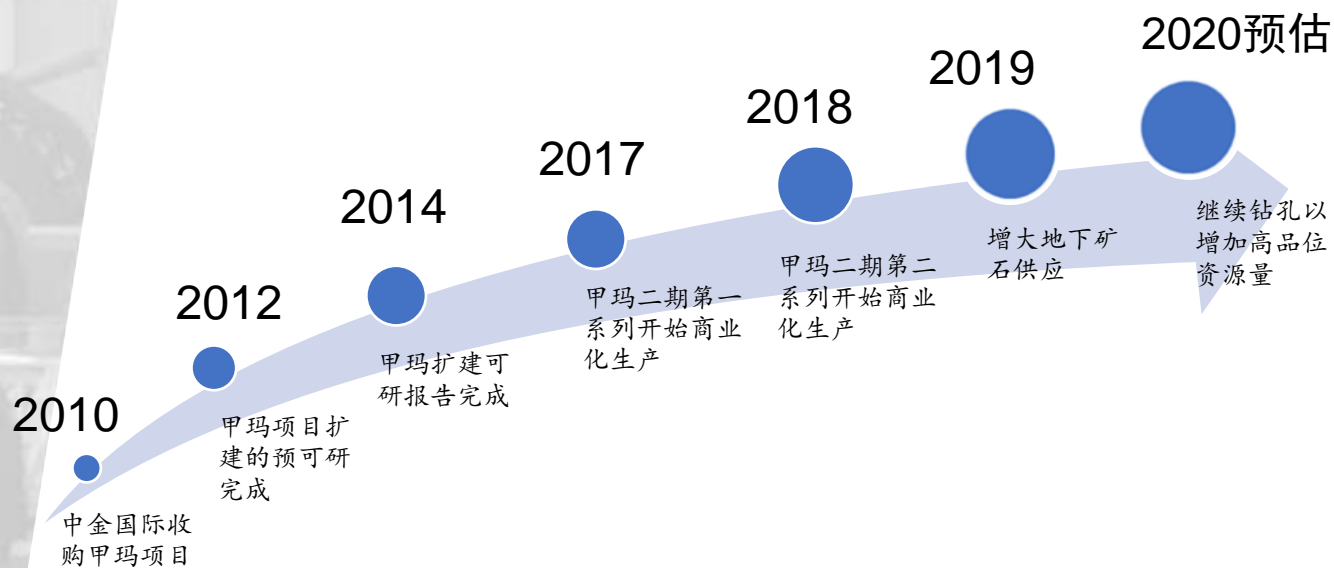 2010
中金国际收
购甲玛项目
2012
甲玛项目扩
建的预可研
完成
2014
甲玛扩建可
研报告完成
2017
甲玛二期第一
系列开始商业
化生产
2018
甲玛二期第二
系列开始商业
化生产
2019
增大地下矿
石供应
2020预估
继续钻孔以
增加高品位
资源量